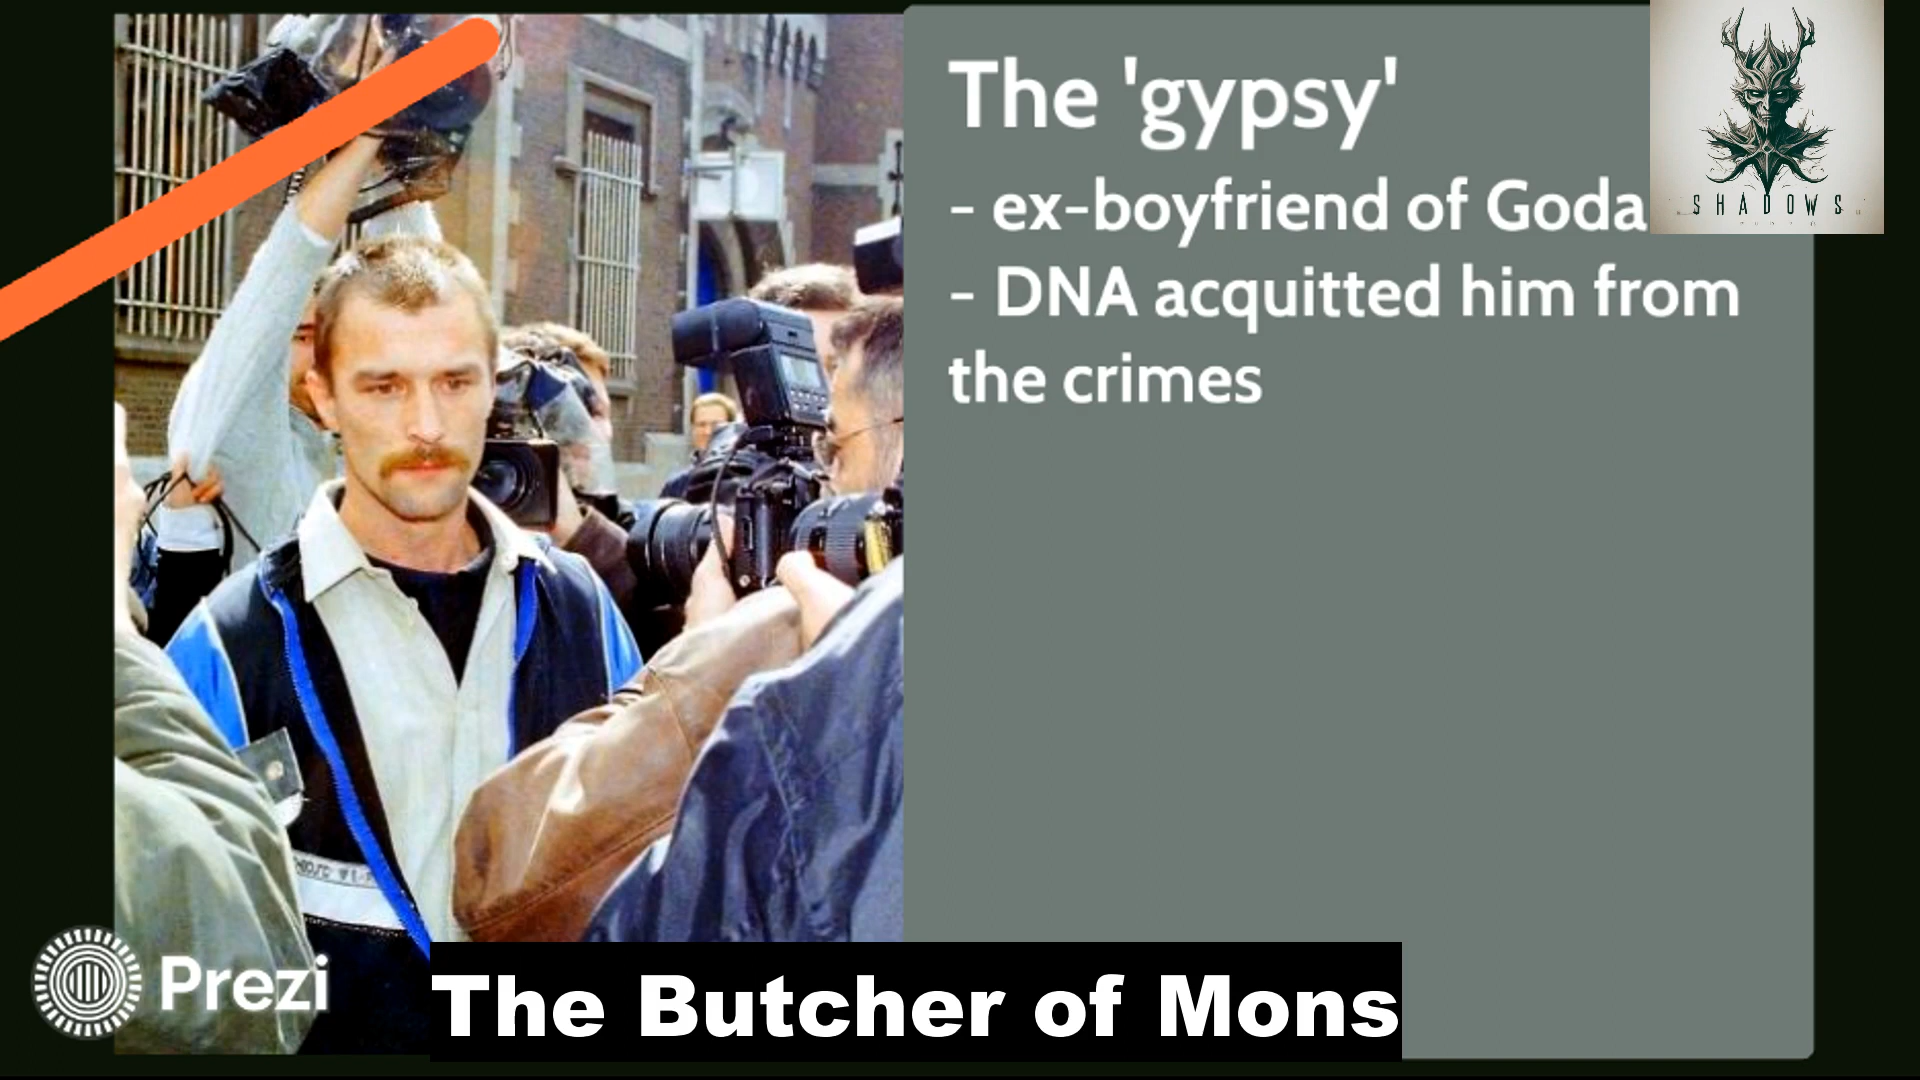 The 'gypsy'
- ex-boyfriend of Goda
- DNA acquitted him from
the crimes
SHADOWS
Prezi
The Butcher of Mons